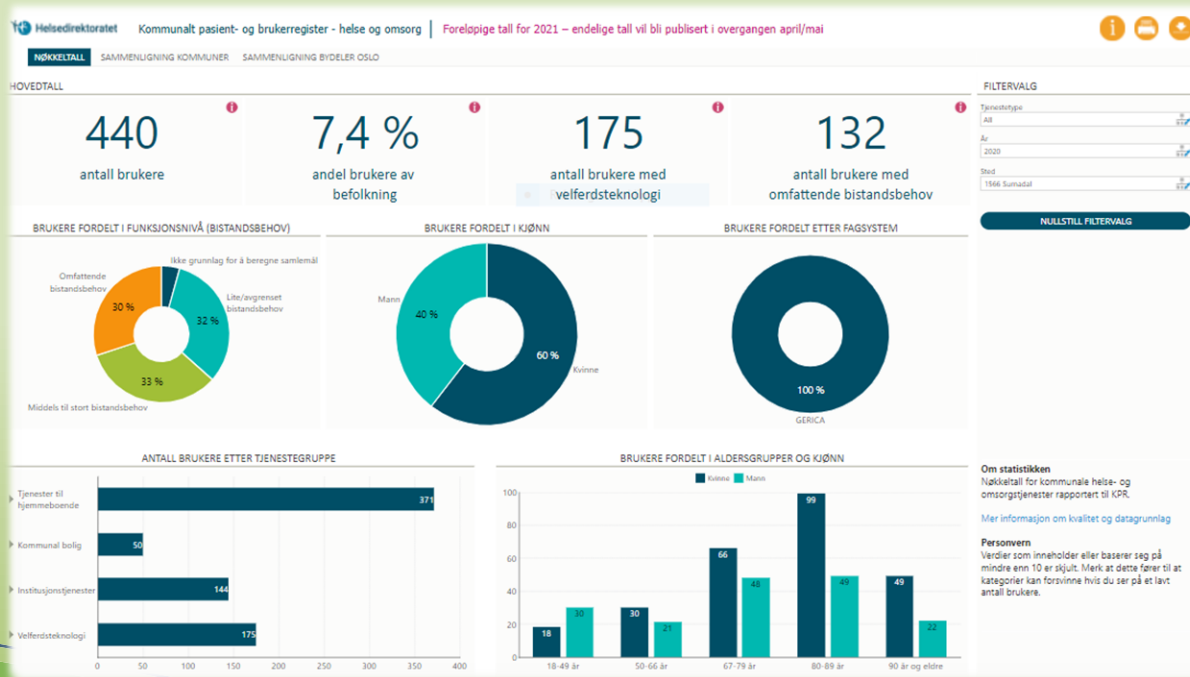 Helsedirektoratet
Kommunalt pasient- og brukerregister - helse og omsorg
Foreløpige tall for 2021 – endelige tall vil bli publisert i overgangen april/mai
NØKKELTALL
SAMMENLIGNING KOMMUNER
SAMMENLIGNING BYDELER OSLO
HOVEDTALL
440
antall brukere
7,4 %
andel brukere av
befolkning
175
antall brukere med
velferdsteknologi
132
antall brukere med
omfattende bistandsbehov
FILTERVALG
Tjenestetype
All
År
2020
Sted
1566 Surnadal
NULLSTILL FILTERVALG
BRUKERE FORDELT I FUNKSJONSNIVÅ (BISTANDSBEHOV)
Ikke grunnlag for å beregne samlemål
Omfattende
bistandsbehov
30 %
Lite/avgrenset
bistandsbehov
32 %
33 %
Middels til stort bistandsbehov
BRUKERE FORDELT I KJØNN
Mann
40 %
60 %
Kvinne
BRUKERE FORDELT ETTER FAGSYSTEM
100 %
GERICA
ANTALL BRUKERE ETTER TJENESTEGRUPPE
Tjenester til
hjemmeboende
371
Kommunal bolig
50
Institusjonstjenester
144
Velferdsteknologi
175
0 50 100 150 200 250 300 350 400
BRUKERE FORDELT I ALDERSGRUPPER OG KJØNN
Kvinne Mann
100
80
60
40
20
0
18 30
30 21
66 48
99 49
49 22
18-49 år 50-66 år 67-79 år 80-89 år 90 år og eldre
Om statistikken
Nøkkeltall for kommunale helse- og
omsorgstjenester rapportert til KPR.
Mer informasjon om kvalitet og datagrunnlag
Personvern
Verdier som inneholder eller baserer seg på
mindre enn 10 er skjult. Merk at dette fører til at
kategorier kan forsvinne hvis du ser på et lavt
antall brukere.